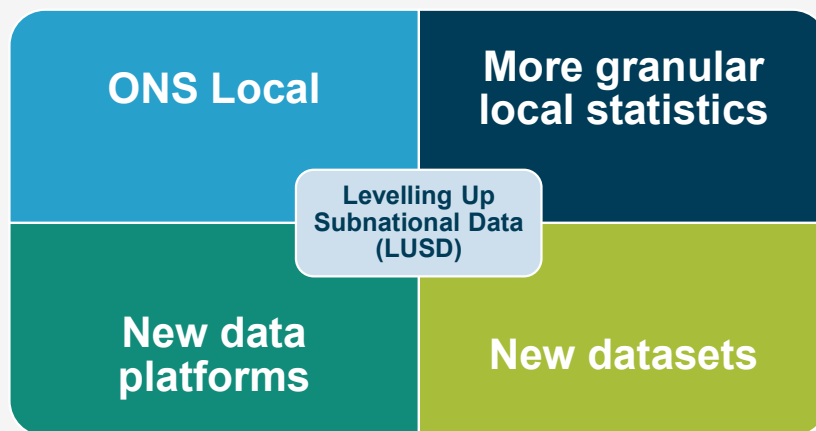 ONS Local
More granular
local statistics
Levelling Up
Subnational Data
(LUSD)
New data
platforms
New datasets